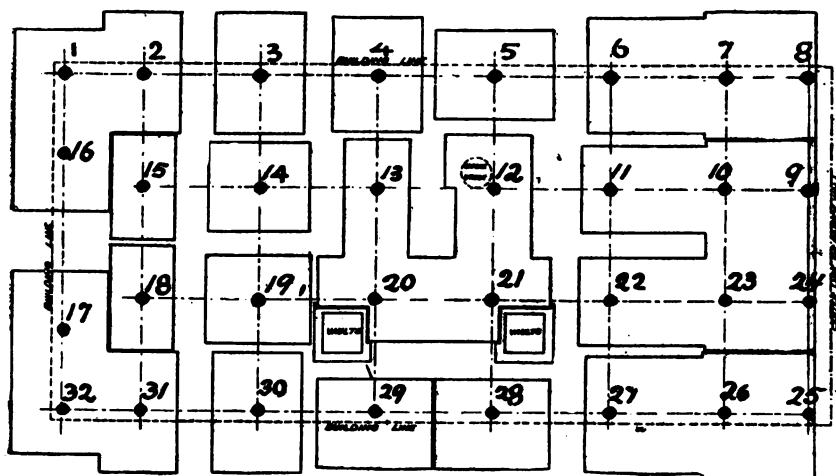 1 2 3 4 5 6 7 8
BUILDING LINE
16 15 14 13 12 11 10 9
BUILDING LINE
17 18 19 20 21 22 23 24
VAULTS VAULTS
32 31 30 29 28 27 26 25
BUILDING LINE